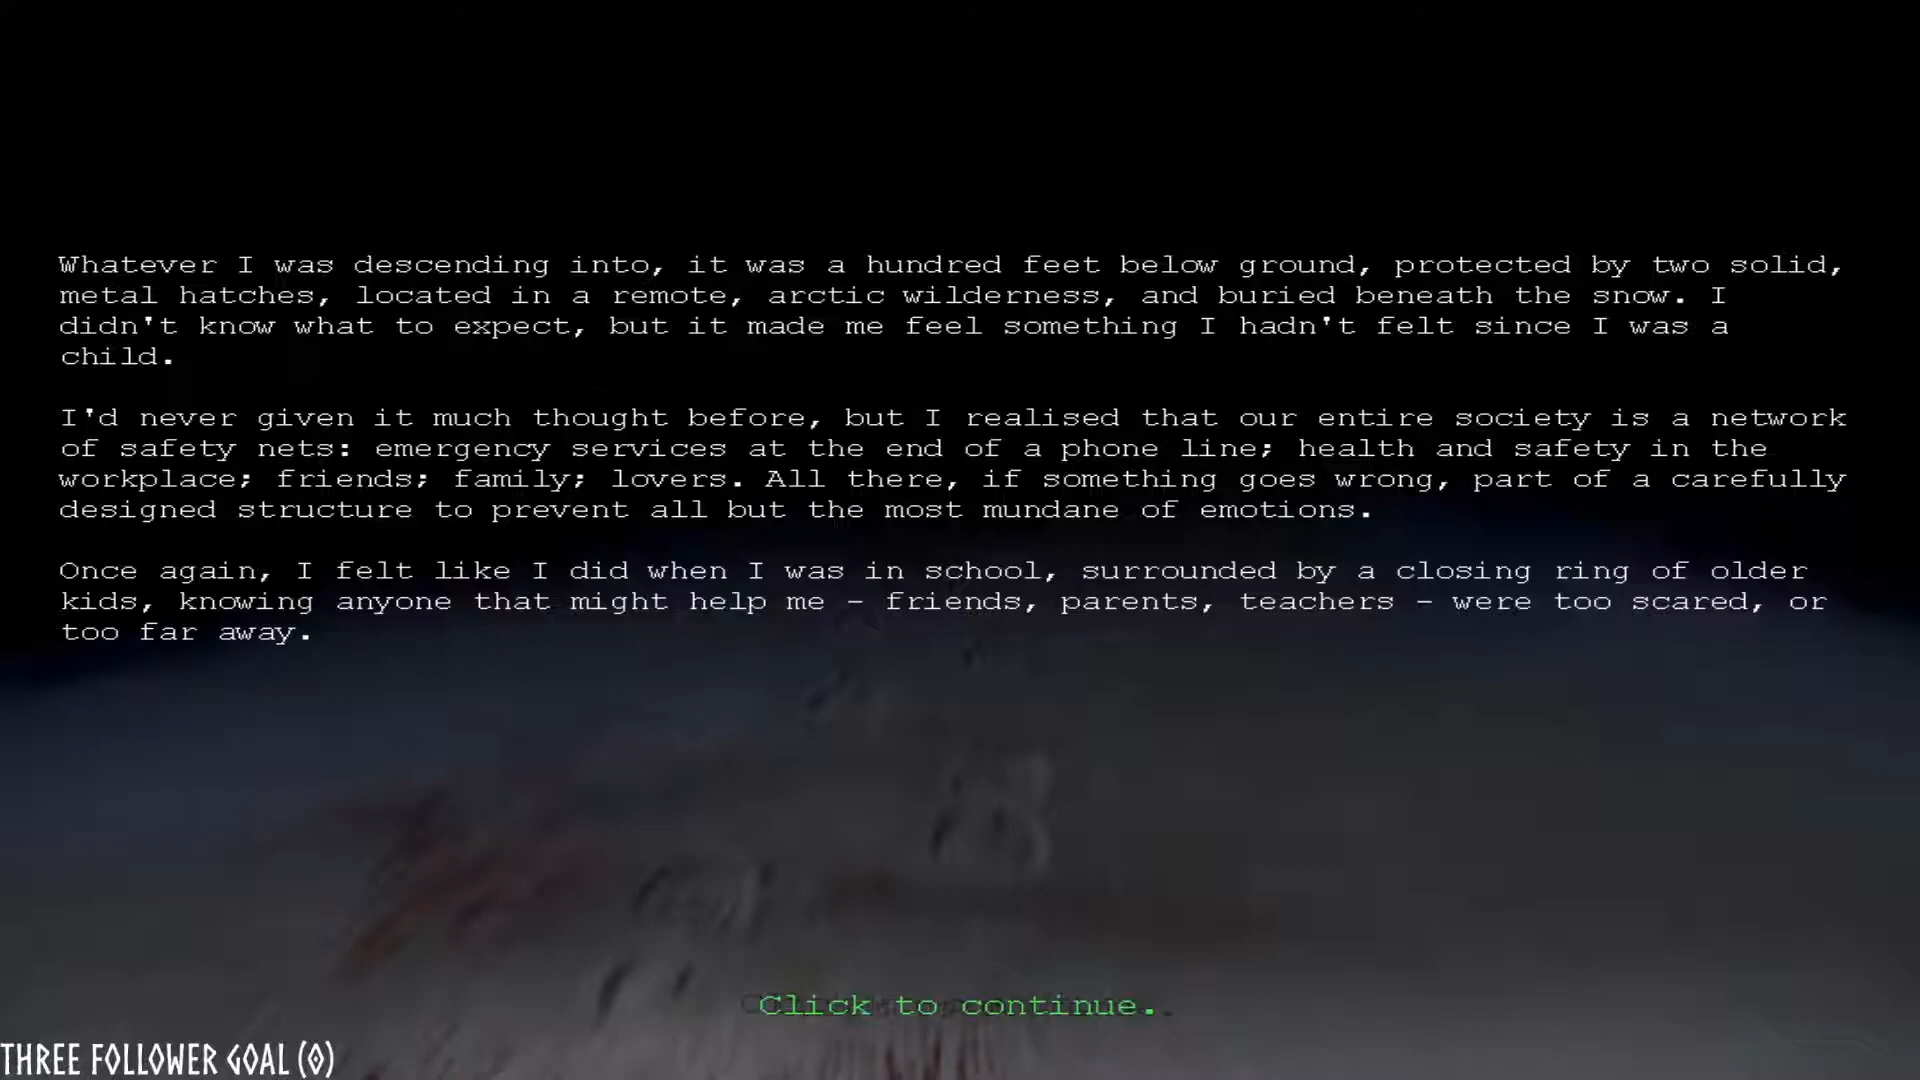 Whatever I was descending into, it was a hundred feet below ground, protected by two solid,
metal hatches, located in a remote, arctic wilderness, and buried beneath the snow. I
didn't know what to expect, but it made me feel something I hadn't felt since I was a
child.
I'd never given it much thought before, but I realised that our entire society is a network
of safety nets: emergency services at the end of a phone line; health and safety in the
workplace; friends; family; lovers. All there, if something goes wrong, part of a carefully
designed structure to prevent all but the most mundane of emotions.
Once again, I felt like I did when I was in school, surrounded by a closing ring of older
kids, knowing anyone that might help me - friends, parents, teachers - were too scared, or
too far away.
Click to continue.
THREE FOLLOWER GOAL (0)